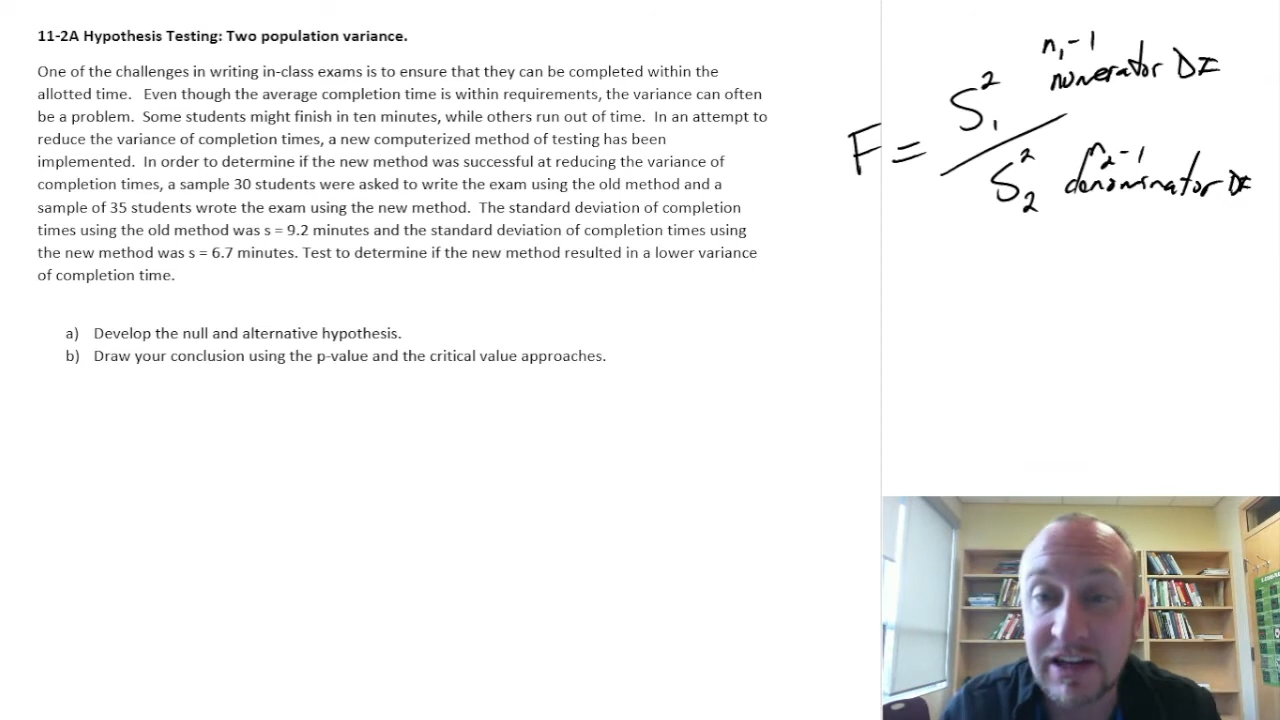 11-2A Hypothesis Testing: Two population variance.
One of the challenges in writing in-class exams is to ensure that they can be completed within the
allotted time. Even though the average completion time is within requirements, the variance can often
be a problem. Some students might finish in ten minutes, while others run out of time. In an attempt to
reduce the variance of completion times, a new computerized method of testing has been
implemented. In order to determine if the new method was successful at reducing the variance of
completion times, a sample 30 students were asked to write the exam using the old method and a
sample of 35 students wrote the exam using the new method. The standard deviation of completion
times using the old method was s = 9.2 minutes and the standard deviation of completion times using
the new method was s = 6.7 minutes. Test to determine if the new method resulted in a lower variance
of completion time.
a) Develop the null and alternative hypothesis.
b) Draw your conclusion using the p-value and the critical value approaches.
n₁-1
numerator DF
F = S₁² / S₂²
n₂-1
denominator DF